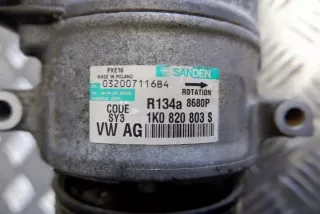 PXE16
MADE IN POLAND
SANDEN
03200711684
ROTATION
R134a 8680P
CODE
SY3
1K0 820 803 S
VW AG